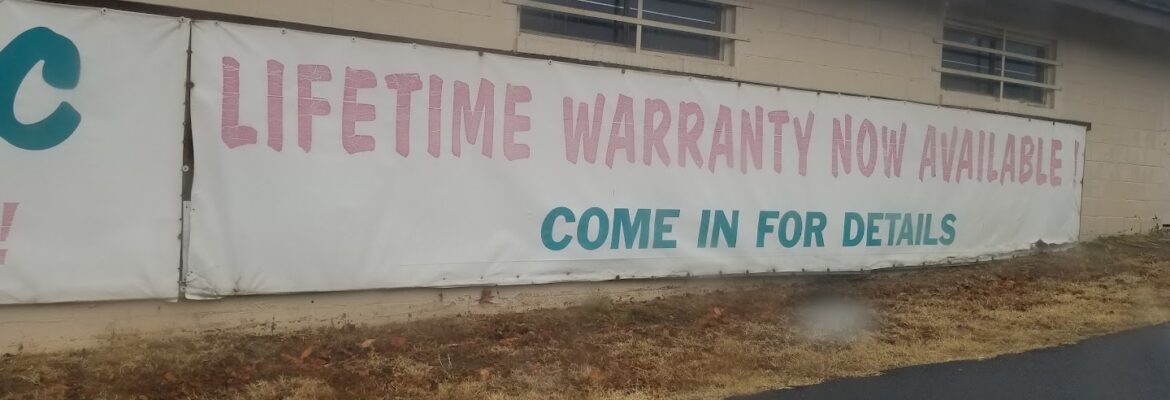 C
!
LIFETIME WARRANTY NOW AVAILABLE !
COME IN FOR DETAILS